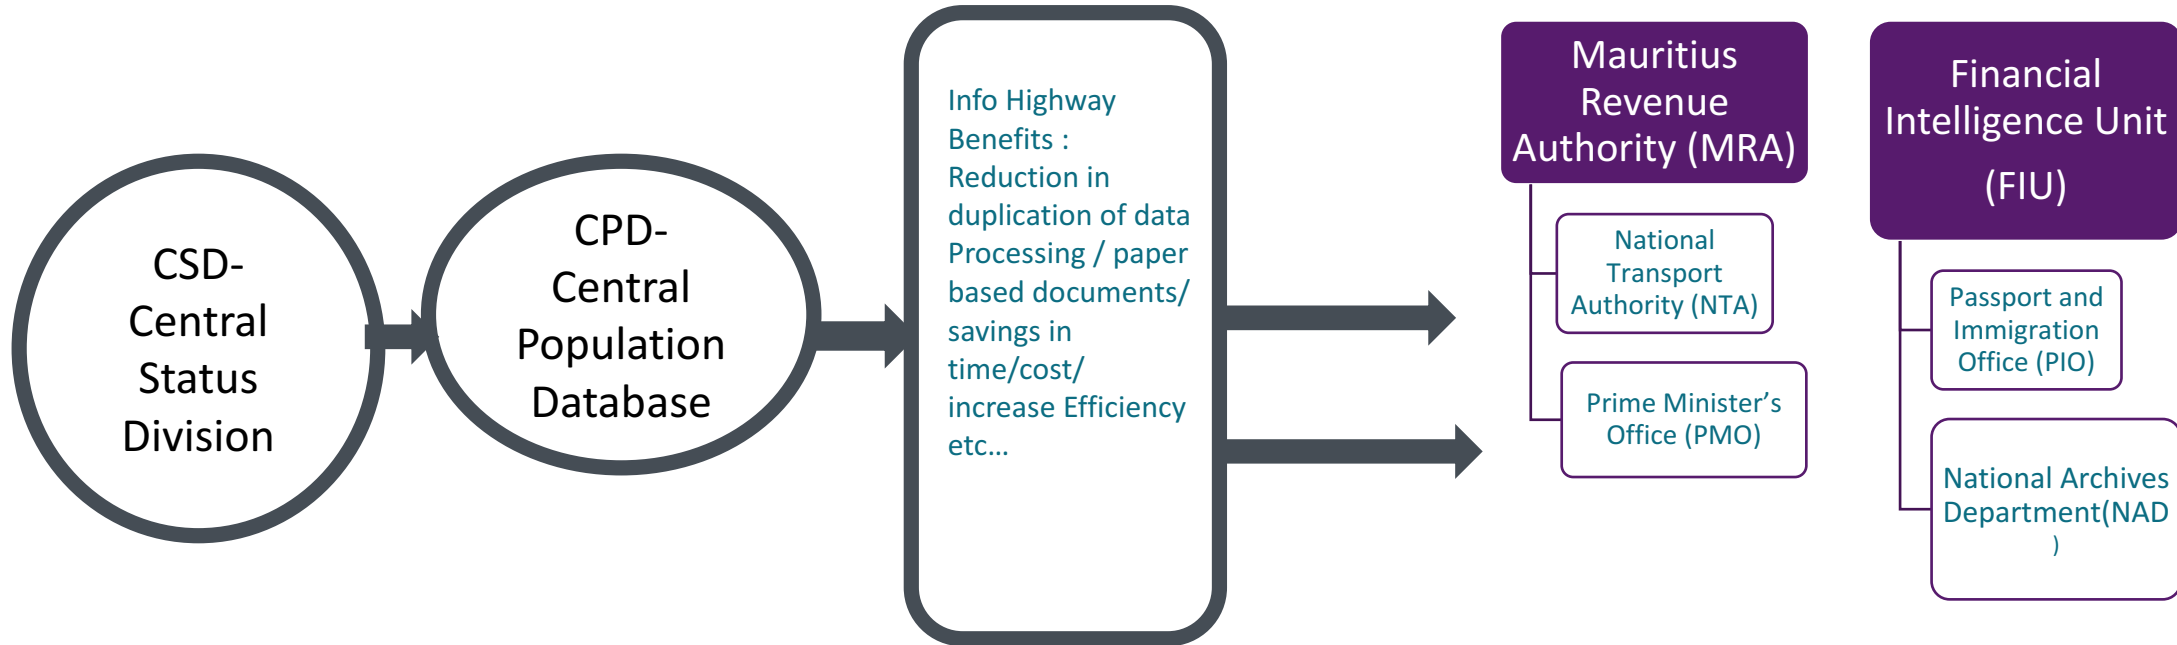 CSD-
Central
Status
Division
CPD-
Central
Population
Database
Info Highway
Benefits :
Reduction in
duplication of data
Processing / paper
based documents/
savings in
time/cost/
increase Efficiency
etc...
Mauritius
Revenue
Authority (MRA)
National
Transport
Authority (NTA)
Prime Minister’s
Office (PMO)
Financial
Intelligence Unit
(FIU)
Passport and
Immigration
Office (PIO)
National Archives
Department(NAD
)